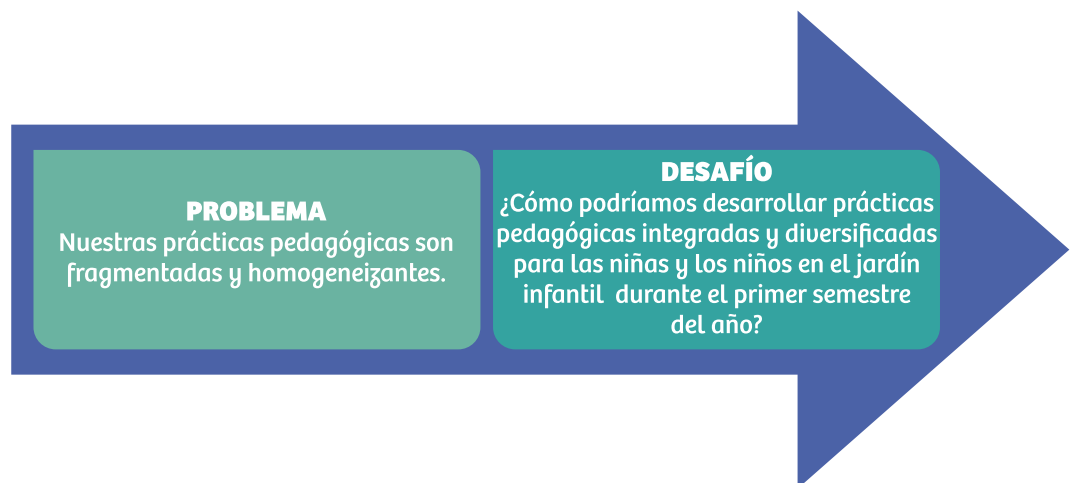 PROBLEMA
Nuestras prácticas pedagógicas son
fragmentadas y homogeneizantes.
DESAFÍO
¿Cómo podríamos desarrollar prácticas
pedagógicas integradas y diversificadas
para las niñas y los niños en el jardín
infantil durante el primer semestre
del año?